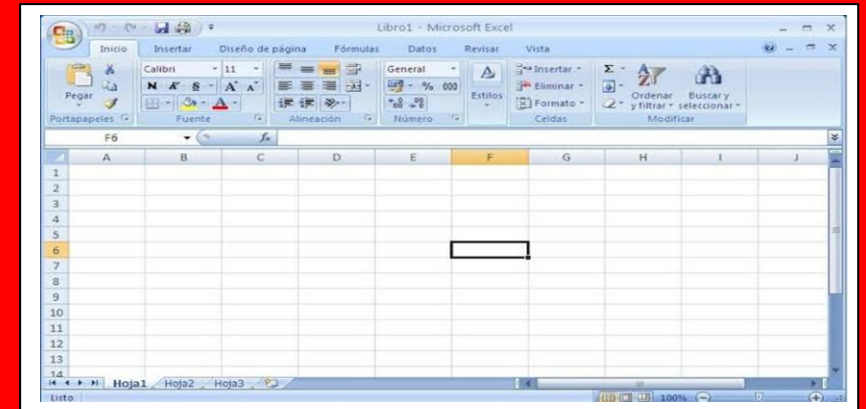 Libro1 - Microsoft Excel
Inicio Insertar Diseño de página Fórmulas Datos Revisar Vista
Pegar Calibri 11 General Estilos Insertar Σ Ordenar y filtrar Buscar y seleccionar
N K S A A % 000 Eliminar
A Formato
Portapapeles Fuente Alineación Número Celdas Modificar
F6 fx
A B C D E F G H I J
1
2
3
4
5
6
7
8
9
10
11
12
13
14
Hoja1 Hoja2 Hoja3
Listo 100%